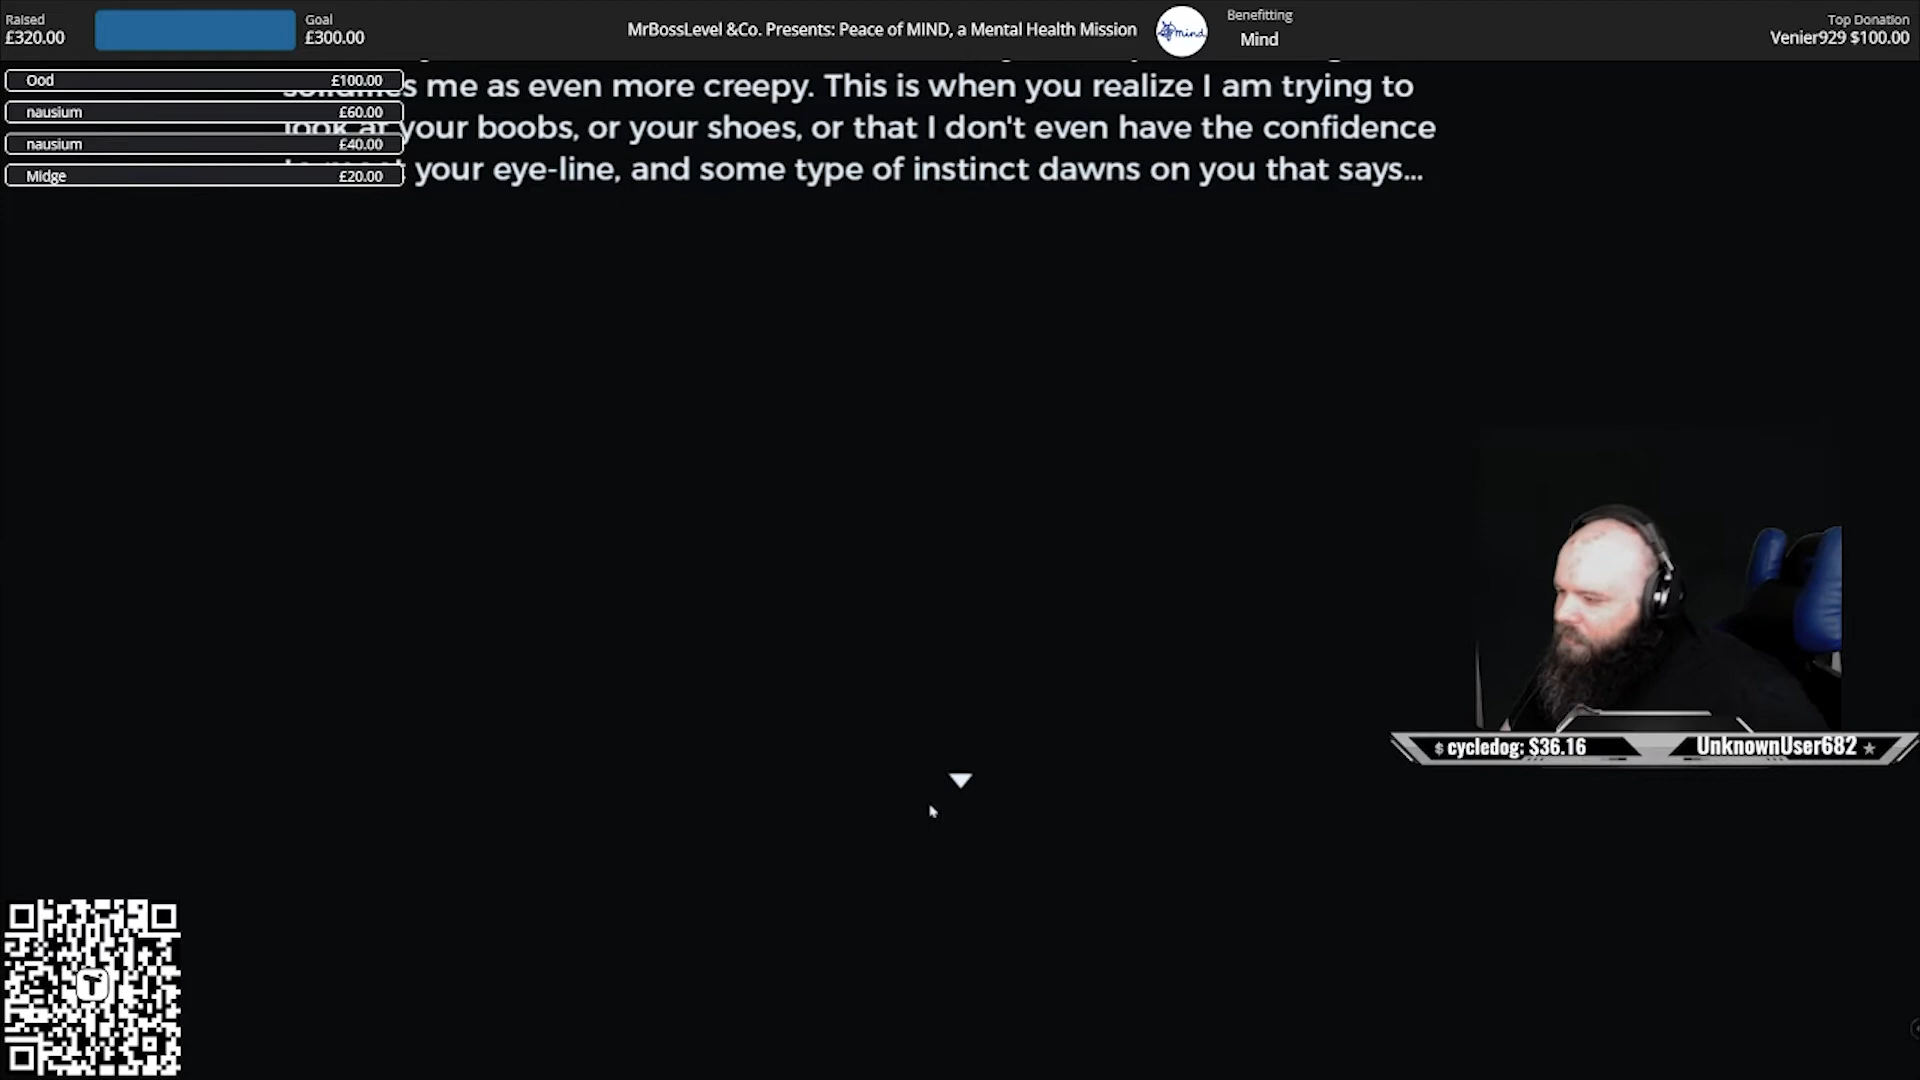 Raised
£320.00
Goal
£300.00
MrBossLevel &Co. Presents: Peace of MIND, a Mental Health Mission
mind
Benefitting
Mind
Top Donation
Venier929 $100.00
Ood £100.00
nausium £60.00
nausium £40.00
Midge £20.00
me as even more creepy. This is when you realize I am trying to
look at your boobs, or your shoes, or that I don't even have the confidence
your eye-line, and some type of instinct dawns on you that says...
$ cycledog: $36.16
UnknownUser682